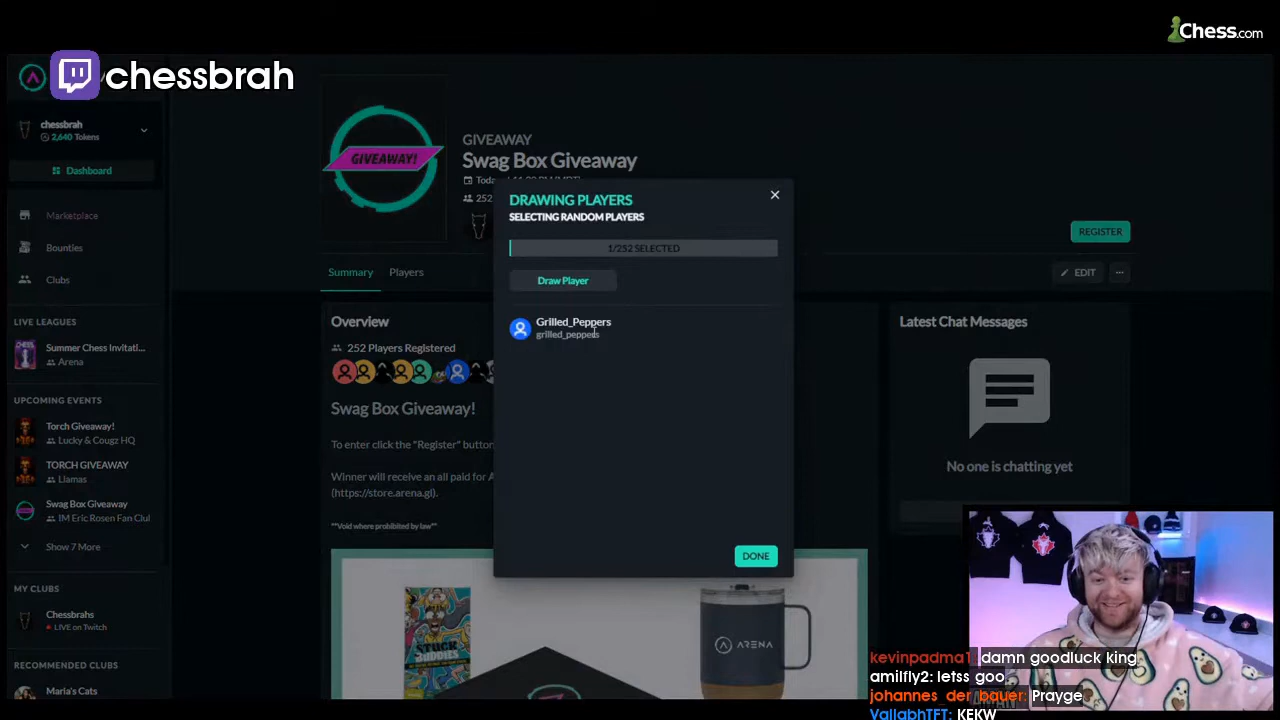 Chess.com
chessbrah
chessbrah
2,640 Tokens
Dashboard
Marketplace
Bounties
Clubs
LIVE LEAGUES
Summer Chess Invitati...
Arena
UPCOMING EVENTS
Torch Giveaway!
Lucky & Cougz HQ
TORCH GIVEAWAY
Llamas
Swag Box Giveaway
IM Eric Rosen Fan Clul
Show 7 More
MY CLUBS
Chessbrahs
LIVE on Twitch
RECOMMENDED CLUBS
Maria's Cats
GIVEAWAY!
GIVEAWAY
Swag Box Giveaway
252
REGISTER
Summary
Players
EDIT
...
DRAWING PLAYERS
SELECTING RANDOM PLAYERS
1/252 SELECTED
Draw Player
Grilled_Peppers
grilled_peppers
DONE
Overview
252 Players Registered
Swag Box Giveaway!
To enter click the "Register" button
Winner will receive an all paid for A
(https://store.arena.gl).
**Void where prohibited by law**
STUCK
BUDDIES
ARENA
Latest Chat Messages
No one is chatting yet
kevinpadma1: damn goodluck king
amilfly2: letss goo
johannes_der_bauer: Prayge
VallabhTFT: KEKW